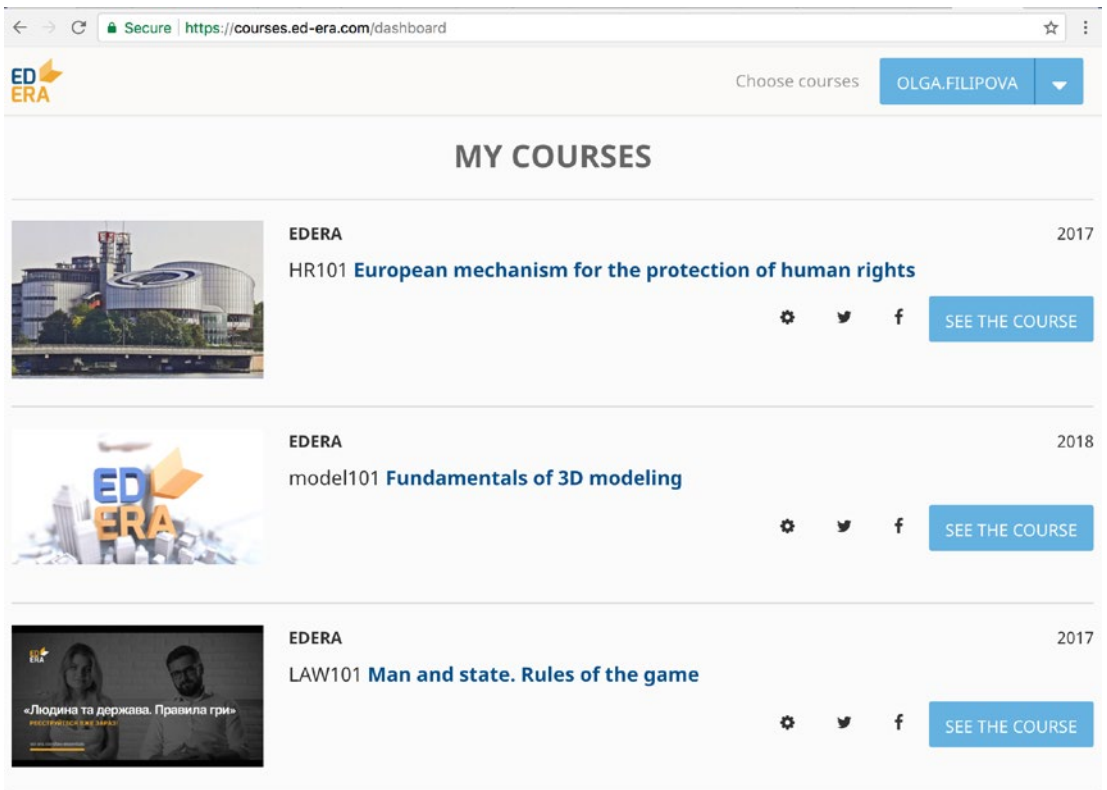 Secure | https://courses.ed-era.com/dashboard
ED
ERA
Choose courses
OLGA.FILIPOVA
MY COURSES
EDERA
2017
HR101 European mechanism for the protection of human rights
SEE THE COURSE
EDERA
2018
model101 Fundamentals of 3D modeling
SEE THE COURSE
ED
ERA
EDERA
2017
LAW101 Man and state. Rules of the game
SEE THE COURSE
ED
ERA
«Людина та держава. Правила гри»
РЕЄСТРУЙТЕСЯ ВЖЕ ЗАРАЗ!